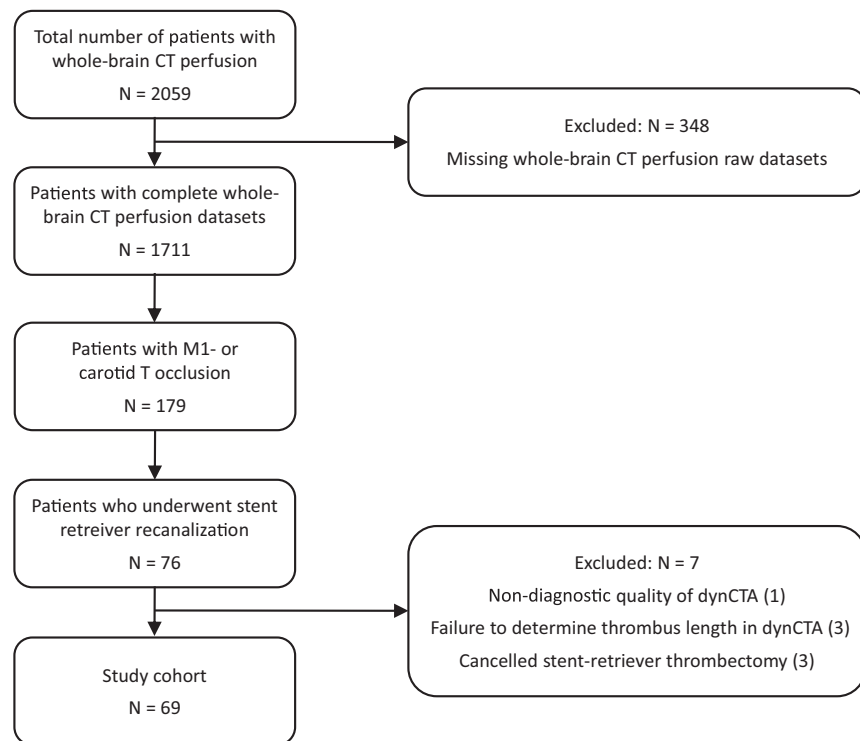 Total number of patients with
whole-brain CT perfusion
N = 2059
Excluded: N = 348
Missing whole-brain CT perfusion raw datasets
Patients with complete whole-
brain CT perfusion datasets
N = 1711
Patients with M1- or
carotid T occlusion
N = 179
Patients who underwent stent
retreiver recanalization
N = 76
Excluded: N = 7
Non-diagnostic quality of dynCTA (1)
Failure to determine thrombus length in dynCTA (3)
Cancelled stent-retriever thrombectomy (3)
Study cohort
N = 69